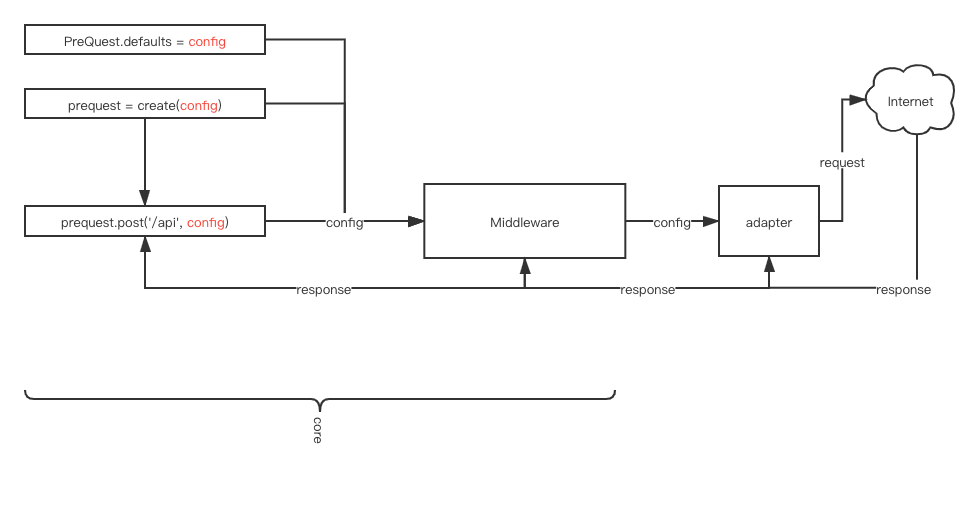 PreQuest.defaults = config
Internet
prequest = create(config)
request
prequest.post('/api', config)
config
Middleware
config
adapter
response
response
response
core